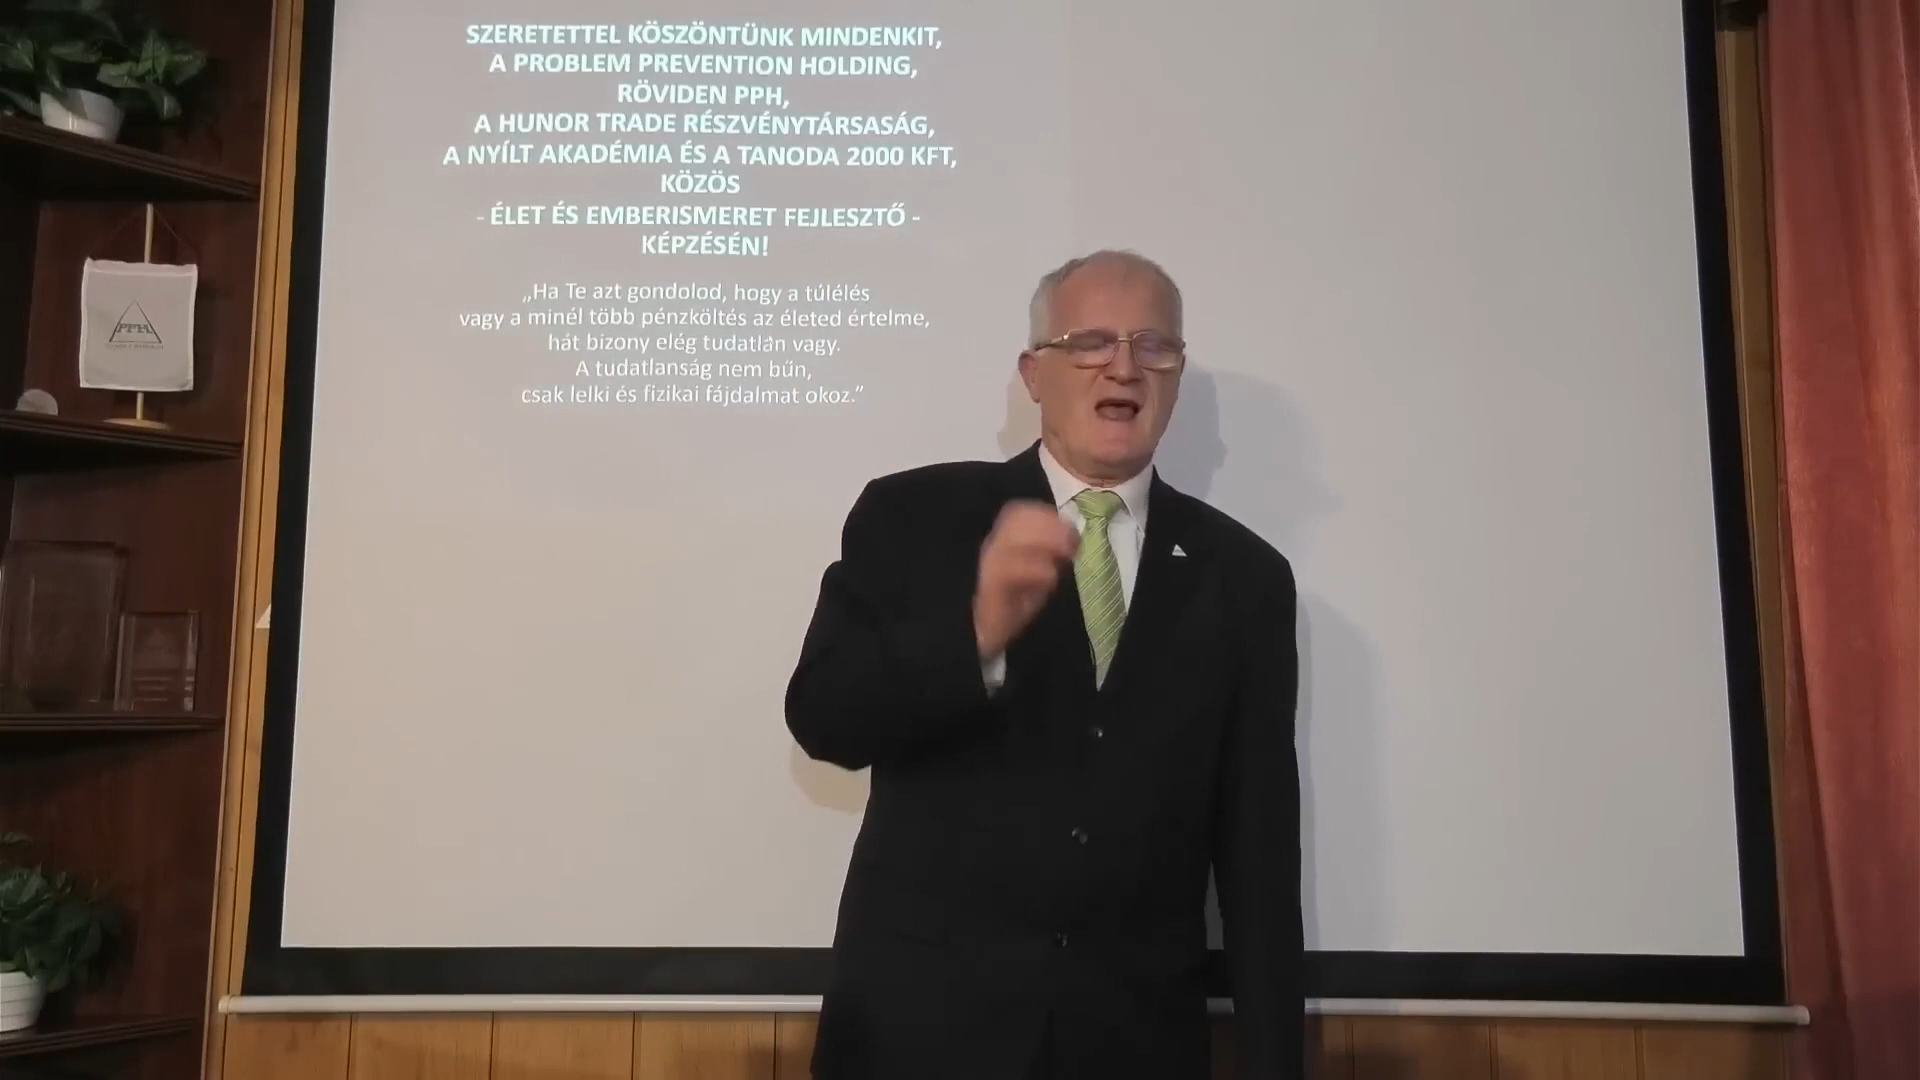 SZERETETTEL KÖSZÖNTÜNK MINDENKIT,
A PROBLEM PREVENTION HOLDING,
RÖVIDEN PPH,
A HUNOR TRADE RÉSZVÉNYTÁRSASÁG,
A NYÍLT AKADÉMIA ÉS A TANODA 2000 KFT,
KÖZÖS
- ÉLET ÉS EMBERISMERET FEJLESZTŐ -
KÉPZÉSÉN!
„Ha Te azt gondolod, hogy a túlélés
vagy a minél több pénzköltés az életed értelme,
hát bizony elég tudatlan vagy.
A tudatlanság nem bűn,
csak lelki és fizikai fájdalmat okoz.”
PPH